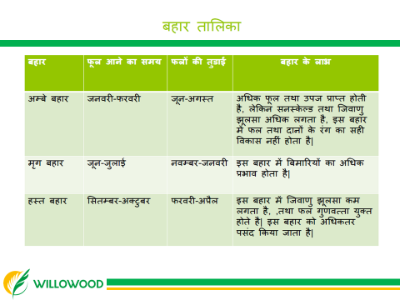 बहार तालिका
बहार फूल आने का समय फलों की तुड़ाई बहार के लाभ
अम्बे बहार जनवरी-फरवरी जून-अगस्त अधिक फूल तथा उपज प्राप्त होती
है, लेकिन सनस्केल्ड तथा जिवाणु
झूलसा अधिक लगता है, इस बहार
में फल तथा दानों के रंग का सही
विकास नहीं होता है|
मृग बहार जून-जुलाई नवम्बर-जनवरी इस बहार में बिमारियों का अधिक
प्रभाव होता है|
हस्त बहार सितम्बर-अक्टुबर फरवरी-अप्रैल इस बहार में जिवाणु झूलसा कम
लगता है, ,तथा फल गुणवत्ता युक्त
होते है| इस बहार को अधिकतर
पसंद किया जाता है|
WILLOWOOD